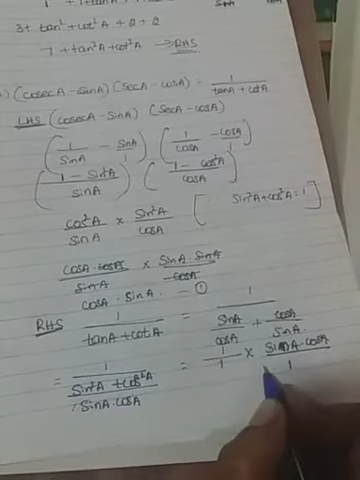 3 + tan²A + cot²A + 2 + 2
7 + tan²A + cot²A → RHS
(cosecA - sinA) (secA - cosA) = 1/(tanA + cotA)
LHS (cosecA - sinA) (secA - cosA)
(1/sinA - sinA/1) (1/cosA - cosA/1)
((1 - sin²A)/sinA) ((1 - cos²A)/cosA)
cos²A/sinA × sin²A/cosA [ sin²A + cos²A = 1 ]
cosA · cosA/sinA × sinA · sinA/cosA
cosA · sinA — ①
RHS 1/(tanA + cotA) = 1/(sinA/cosA + cosA/sinA)
= 1/((sin²A + cos²A)/(sinA · cosA)) = 1/1 × sinA · cosA/1